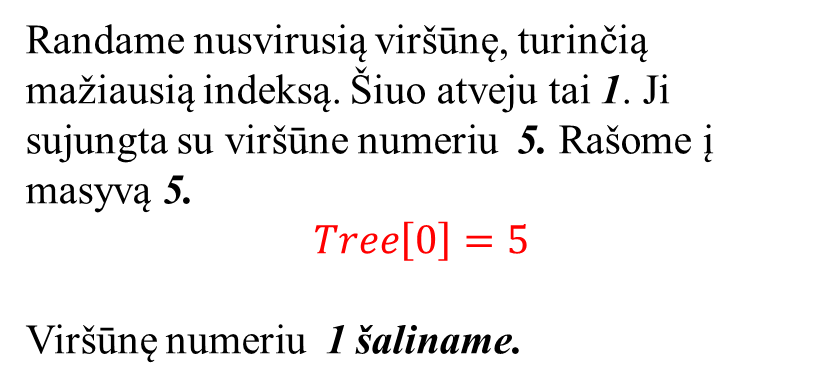 Randame nusvirusią viršūnę, turinčią
mažiausią indeksą. Šiuo atveju tai 1. Ji
sujungta su viršūne numeriu 5. Rašome į
masyvą 5.
Tree[0] = 5
Viršūnę numeriu 1 šaliname.